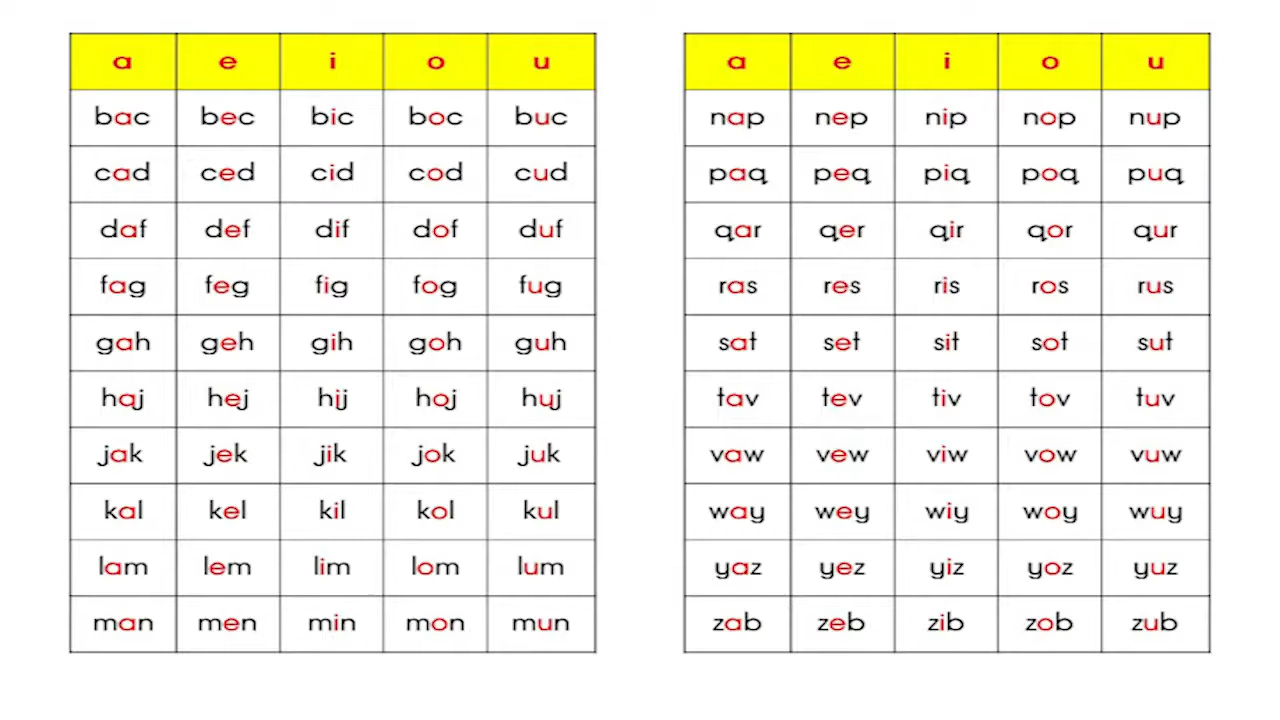 a e i o u
bac bec bic boc buc
cad ced cid cod cud
daf def dif dof duf
fag feg fig fog fug
gah geh gih goh guh
haj hej hij hoj huj
jak jek jik jok juk
kal kel kil kol kul
lam lem lim lom lum
man men min mon mun
a e i o u
nap nep nip nop nup
paq peq piq poq puq
qar qer qir qor qur
ras res ris ros rus
sat set sit sot sut
tav tev tiv tov tuv
vaw vew viw vow vuw
way wey wiy woy wuy
yaz yez yiz yoz yuz
zab zeb zib zob zub